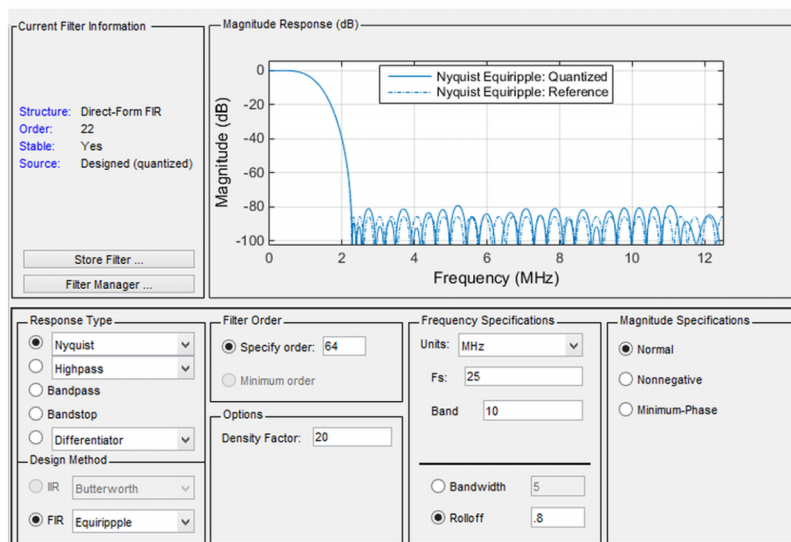 Current Filter Information
Structure: Direct-Form FIR
Order: 22
Stable: Yes
Source: Designed (quantized)
Store Filter ...
Filter Manager ...
Magnitude Response (dB)
Nyquist Equiripple: Quantized
Nyquist Equiripple: Reference
Magnitude (dB)
0
-20
-40
-60
-80
-100
0 2 4 6 8 10 12
Frequency (MHz)
Response Type
Nyquist
Highpass
Bandpass
Bandstop
Differentiator
Design Method
IIR Butterworth
FIR Equirippple
Filter Order
Specify order: 64
Minimum order
Options
Density Factor: 20
Frequency Specifications
Units: MHz
Fs: 25
Band 10
Bandwidth 5
Rolloff .8
Magnitude Specifications
Normal
Nonnegative
Minimum-Phase